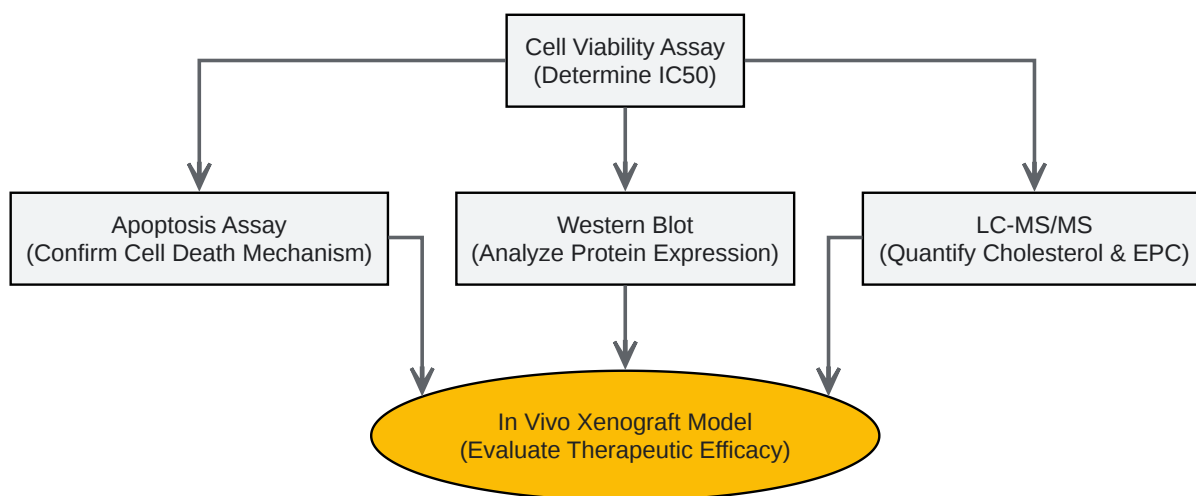 Cell Viability Assay
(Determine IC50)
Apoptosis Assay
(Confirm Cell Death Mechanism)
Western Blot
(Analyze Protein Expression)
LC-MS/MS
(Quantify Cholesterol & EPC)
In Vivo Xenograft Model
(Evaluate Therapeutic Efficacy)